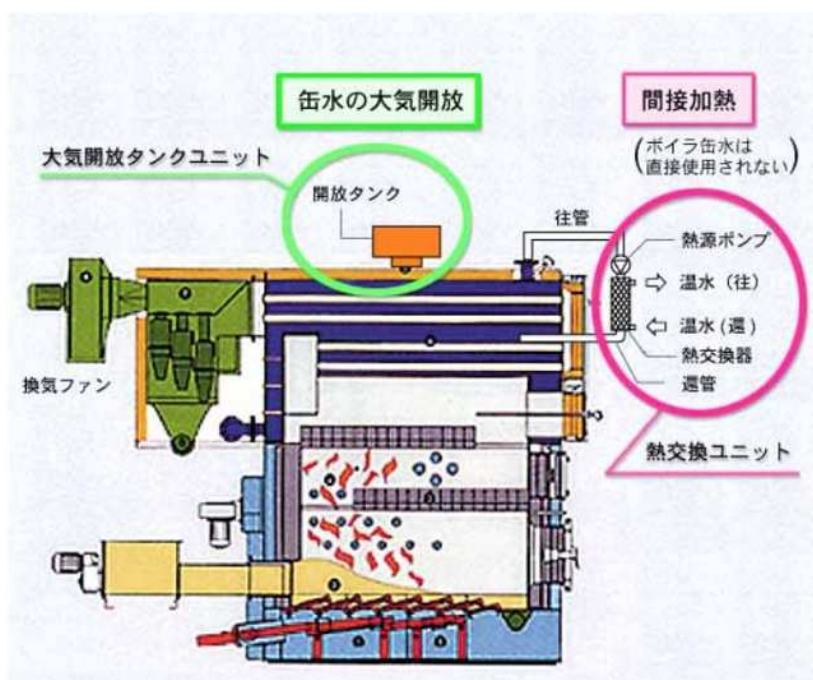 缶水の大気開放
間接加熱
大気開放タンクユニット
(ボイラ缶水は
直接使用されない)
開放タンク
往管
熱源ポンプ
温水(往)
温水(還)
熱交換器
還管
換気ファン
熱交換ユニット